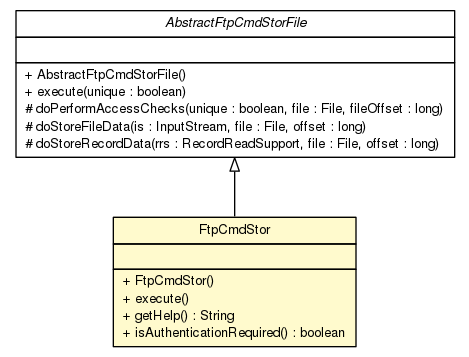 AbstractFtpCmdStorFile
+ AbstractFtpCmdStorFile()
+ execute(unique : boolean)
# doPerformAccessChecks(unique : boolean, file : File, fileOffset : long)
# doStoreFileData(is : InputStream, file : File, offset : long)
# doStoreRecordData(rrs : RecordReadSupport, file : File, offset : long)
FtpCmdStor
+ FtpCmdStor()
+ execute()
+ getHelp() : String
+ isAuthenticationRequired() : boolean